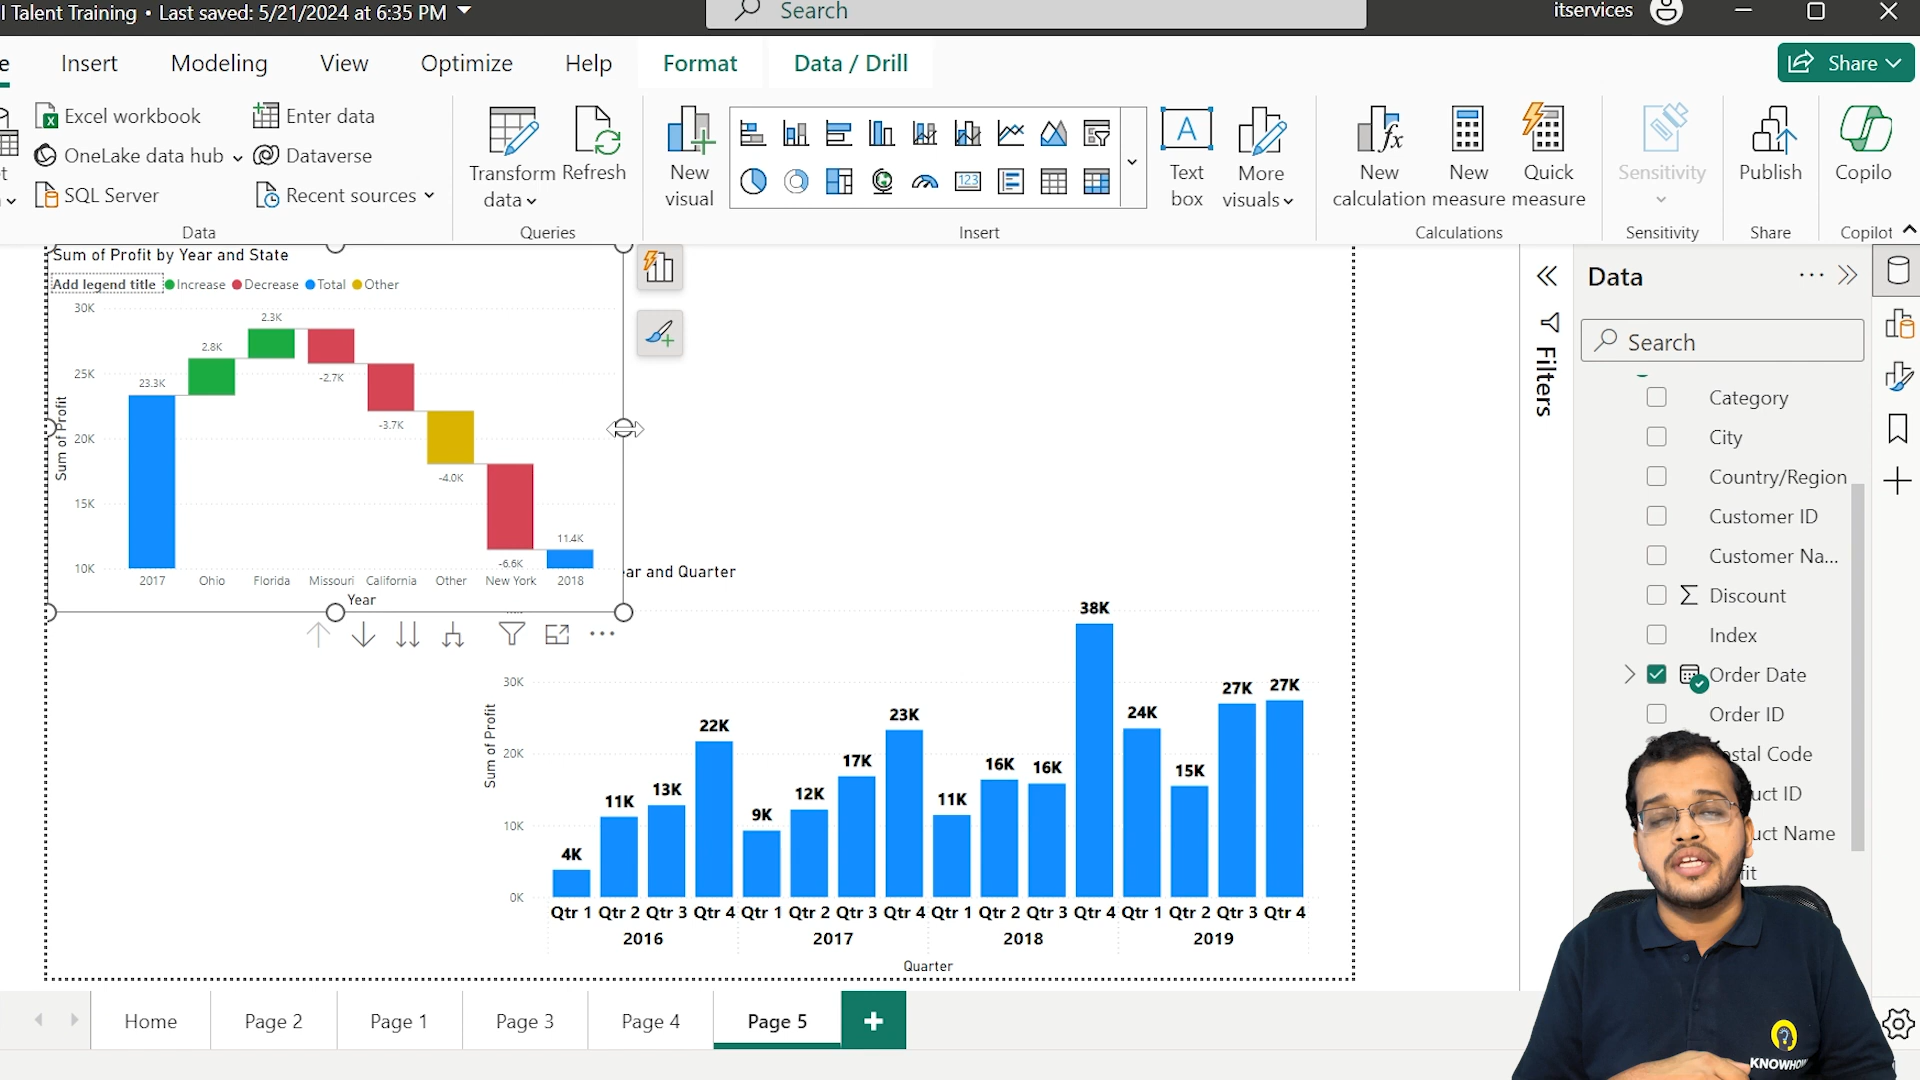 l Talent Training • Last saved: 5/21/2024 at 6:35 PM
Search
itservices
e
Insert
Modeling
View
Optimize
Help
Format
Data / Drill
Share
Excel workbook
Enter data
OneLake data hub
Dataverse
SQL Server
Recent sources
Data
Transform data
Refresh
Queries
New visual
Text box
More visuals
Insert
New calculation
New measure
Quick measure
Calculations
Sensitivity
Sensitivity
Publish
Share
Copilo
Copilot
Sum of Profit by Year and State
Add legend title Increase Decrease Total Other
30K
25K
20K
15K
10K
Sum of Profit
23.3K
2.8K
2.3K
-2.7K
-3.7K
-4.0K
-6.6K
11.4K
2017 Ohio Florida Missouri California Other New York 2018
Year
ar and Quarter
30K
20K
10K
0K
Sum of Profit
4K 11K 13K 22K 9K 12K 17K 23K 11K 16K 16K 38K 24K 15K 27K 27K
Qtr 1 Qtr 2 Qtr 3 Qtr 4 Qtr 1 Qtr 2 Qtr 3 Qtr 4 Qtr 1 Qtr 2 Qtr 3 Qtr 4 Qtr 1 Qtr 2 Qtr 3 Qtr 4
2016 2017 2018 2019
Quarter
Filters
Data
Search
Category
City
Country/Region
Customer ID
Customer Na...
Discount
Index
Order Date
Order ID
ostal Code
uct ID
uct Name
fit
KNOWHOW
Home
Page 2
Page 1
Page 3
Page 4
Page 5